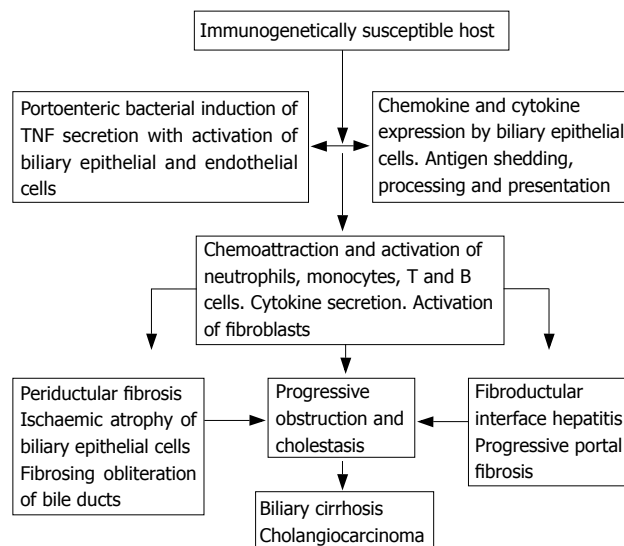 Immunogenetically susceptible host
Portoenteric bacterial induction of
TNF secretion with activation of
biliary epithelial and endothelial
cells
Chemokine and cytokine
expression by biliary epithelial
cells. Antigen shedding,
processing and presentation
Chemoattraction and activation of
neutrophils, monocytes, T and B
cells. Cytokine secretion. Activation
of fibroblasts
Periductular fibrosis
Ischaemic atrophy of
biliary epithelial cells
Fibrosing obliteration
of bile ducts
Progressive
obstruction and
cholestasis
Fibroductular
interface hepatitis
Progressive portal
fibrosis
Biliary cirrhosis
Cholangiocarcinoma